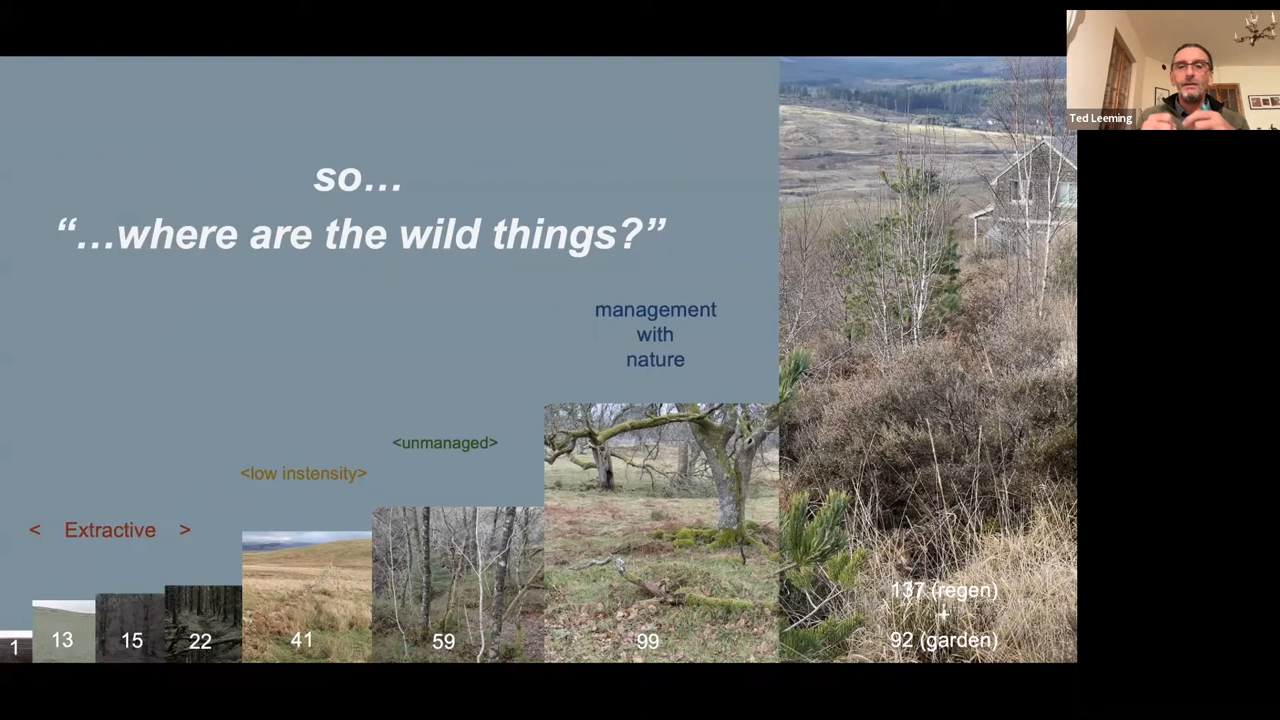 Ted Leeming
so…
“…where are the wild things?”
management
with
nature
<unmanaged>
<low instensity>
< Extractive >
1
13
15
22
41
59
99
137 (regen)
+
92 (garden)